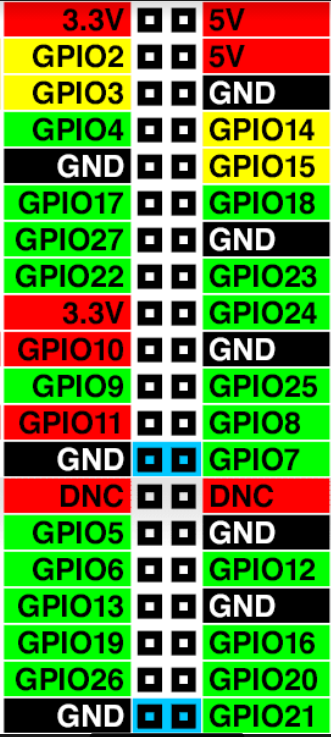 3.3V 5V
GPIO2 5V
GPIO3 GND
GPIO4 GPIO14
GND GPIO15
GPIO17 GPIO18
GPIO27 GND
GPIO22 GPIO23
3.3V GPIO24
GPIO10 GND
GPIO9 GPIO25
GPIO11 GPIO8
GND GPIO7
DNC DNC
GPIO5 GND
GPIO6 GPIO12
GPIO13 GND
GPIO19 GPIO16
GPIO26 GPIO20
GND GPIO21